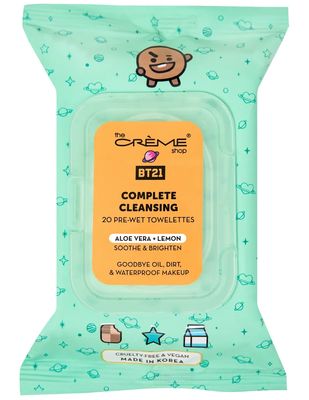 the
CRÈME®
shop
BT21
COMPLETE
CLEANSING
20 PRE-WET TOWELETTES
ALOE VERA + LEMON
SOOTHE & BRIGHTEN
GOODBYE OIL, DIRT,
& WATERPROOF MAKEUP
CRUELTY-FREE & VEGAN
MADE IN KOREA